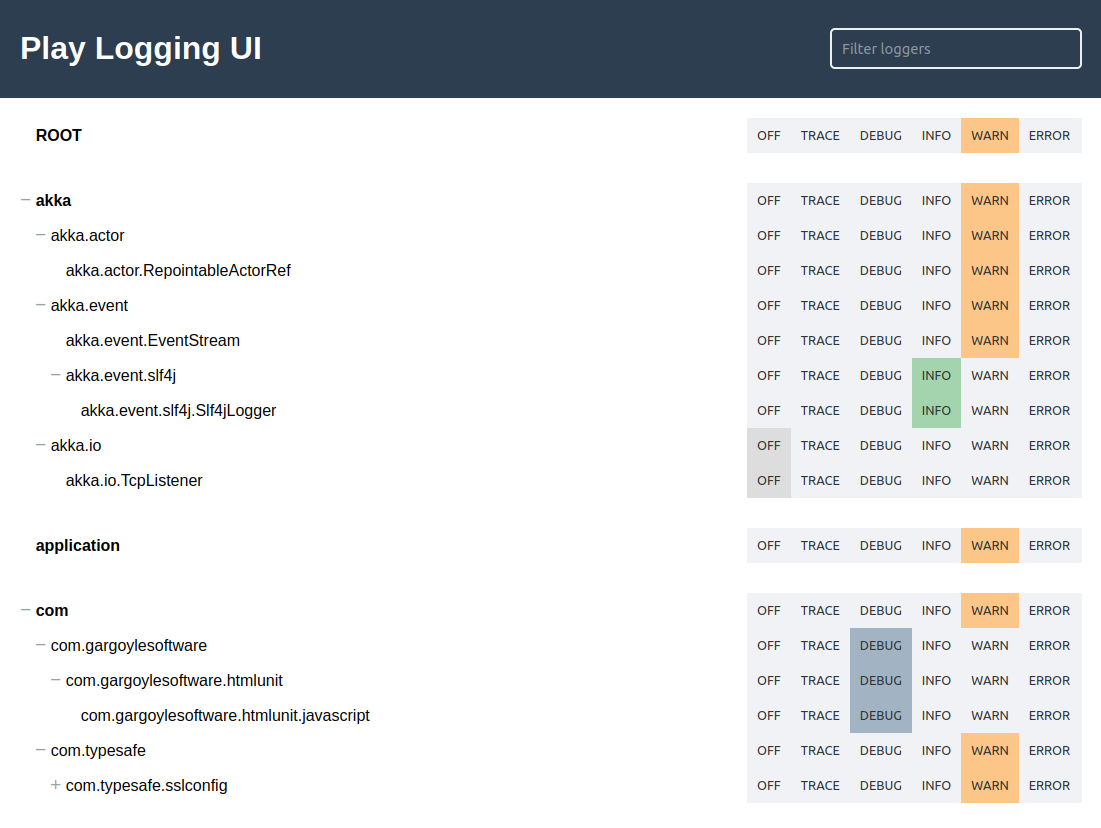 Play Logging UI Filter loggers
ROOT OFF TRACE DEBUG INFO WARN ERROR
− akka OFF TRACE DEBUG INFO WARN ERROR
− akka.actor OFF TRACE DEBUG INFO WARN ERROR
akka.actor.RepointableActorRef OFF TRACE DEBUG INFO WARN ERROR
− akka.event OFF TRACE DEBUG INFO WARN ERROR
akka.event.EventStream OFF TRACE DEBUG INFO WARN ERROR
− akka.event.slf4j OFF TRACE DEBUG INFO WARN ERROR
akka.event.slf4j.Slf4jLogger OFF TRACE DEBUG INFO WARN ERROR
− akka.io OFF TRACE DEBUG INFO WARN ERROR
akka.io.TcpListener OFF TRACE DEBUG INFO WARN ERROR
application OFF TRACE DEBUG INFO WARN ERROR
− com OFF TRACE DEBUG INFO WARN ERROR
− com.gargoylesoftware OFF TRACE DEBUG INFO WARN ERROR
− com.gargoylesoftware.htmlunit OFF TRACE DEBUG INFO WARN ERROR
com.gargoylesoftware.htmlunit.javascript OFF TRACE DEBUG INFO WARN ERROR
− com.typesafe OFF TRACE DEBUG INFO WARN ERROR
+ com.typesafe.sslconfig OFF TRACE DEBUG INFO WARN ERROR